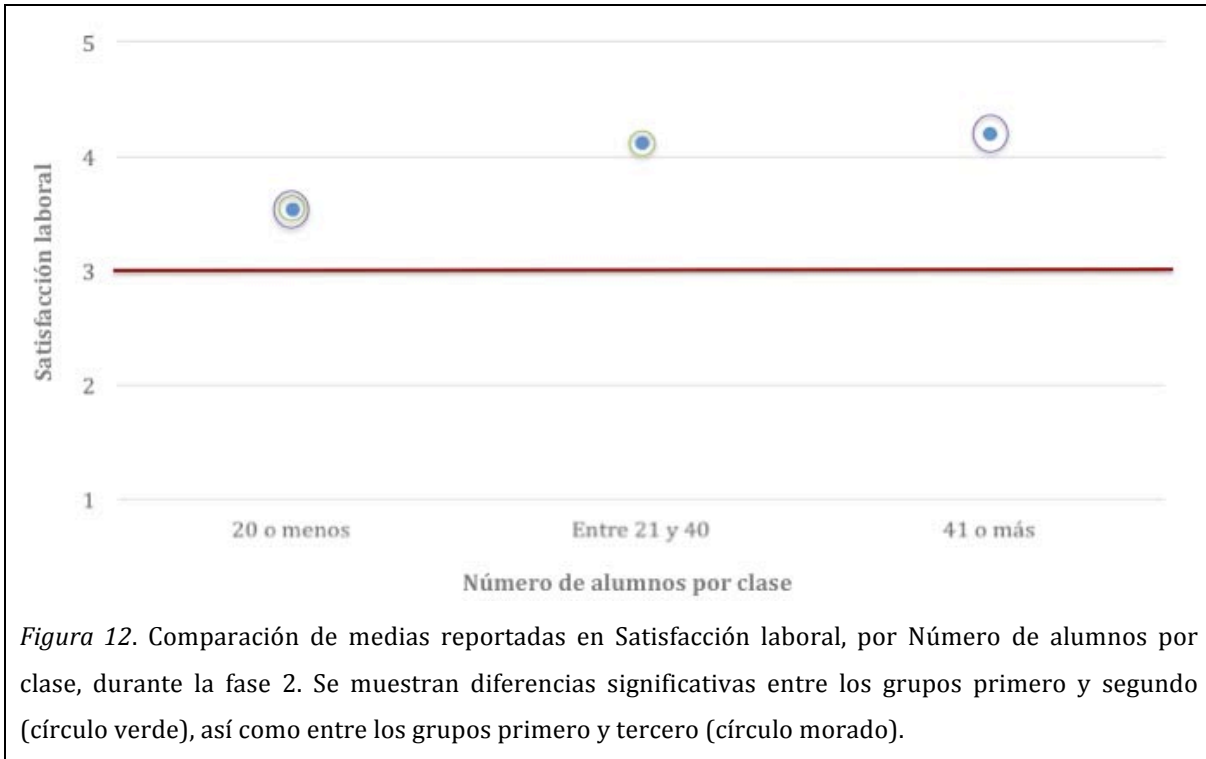 5
4
3
2
1
Satisfacción laboral
20 o menos
Entre 21 y 40
41 o más
Número de alumnos por clase
Figura 12. Comparación de medias reportadas en Satisfacción laboral, por Número de alumnos por
clase, durante la fase 2. Se muestran diferencias significativas entre los grupos primero y segundo
(círculo verde), así como entre los grupos primero y tercero (círculo morado).